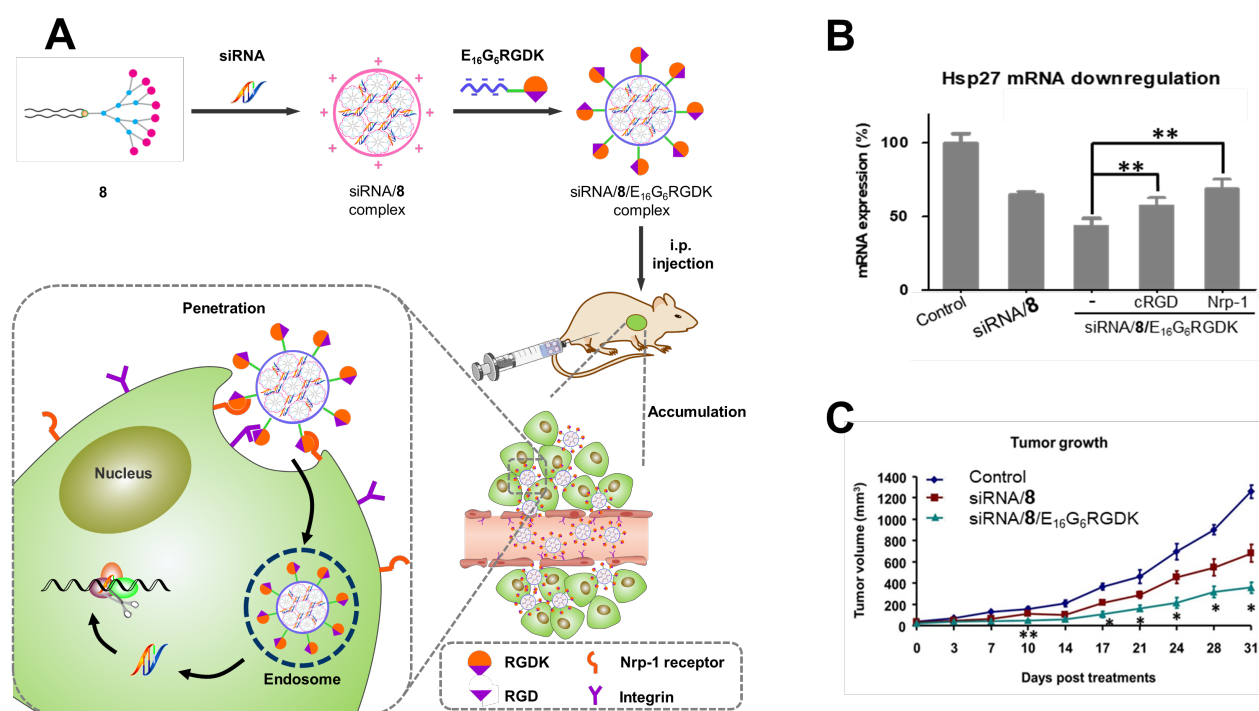 A
siRNA
E₁₆G₆RGDK
+ + + + + + + +
8
siRNA/8
complex
siRNA/8/E₁₆G₆RGDK
complex
i.p.
injection
Penetration
Nucleus
Endosome
Accumulation
RGDK
Nrp-1 receptor
RGD
Integrin
B
Hsp27 mRNA downregulation
mRNA expression (%)
100
50
0
**
**
Control
siRNA/8
-
cRGD
Nrp-1
siRNA/8/E₁₆G₆RGDK
C
Tumor growth
Tumor volume (mm³)
1400
1200
1000
800
600
400
200
0
Control
siRNA/8
siRNA/8/E₁₆G₆RGDK
** * * * * *
0 3 7 10 14 17 21 24 28 31
Days post treatments